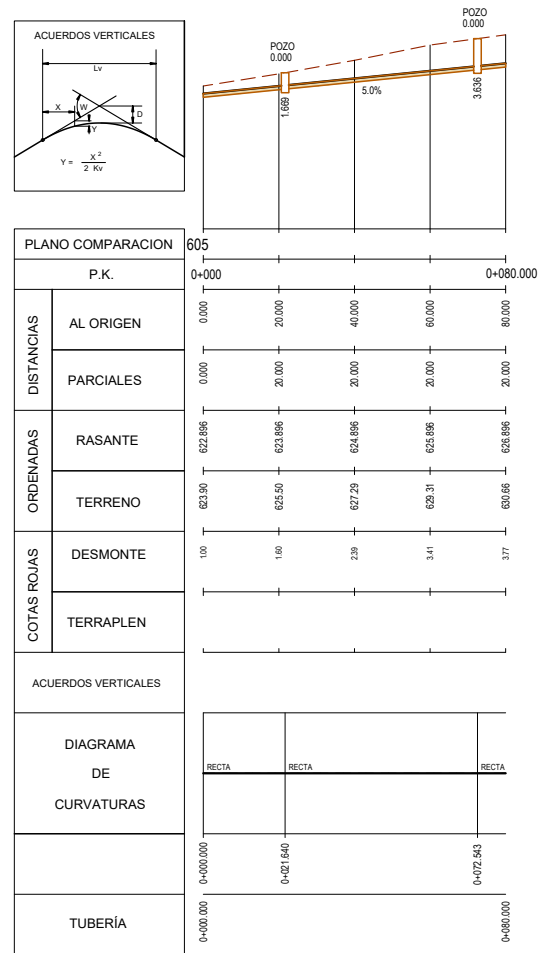 ACUERDOS VERTICALES
Lv
X
W
D
Y
Y = X 2 / 2 Kv
POZO
0.000
POZO
0.000
1.669
5.0%
3.636
PLANO COMPARACION 605
P.K. 0+000 0+080.000
DISTANCIAS
AL ORIGEN 0.000 20.000 40.000 60.000 80.000
PARCIALES 0.000 20.000 20.000 20.000 20.000
ORDENADAS
RASANTE 622.896 623.896 624.896 625.896 626.896
TERRENO 623.90 625.50 627.29 629.31 630.66
COTAS ROJAS
DESMONTE 1.00 1.60 2.39 3.41 3.77
TERRAPLEN
ACUERDOS VERTICALES
DIAGRAMA
DE
CURVATURAS
RECTA RECTA RECTA
0+000.000 0+021.640 0+072.543
TUBERÍA 0+000.000 0+080.000